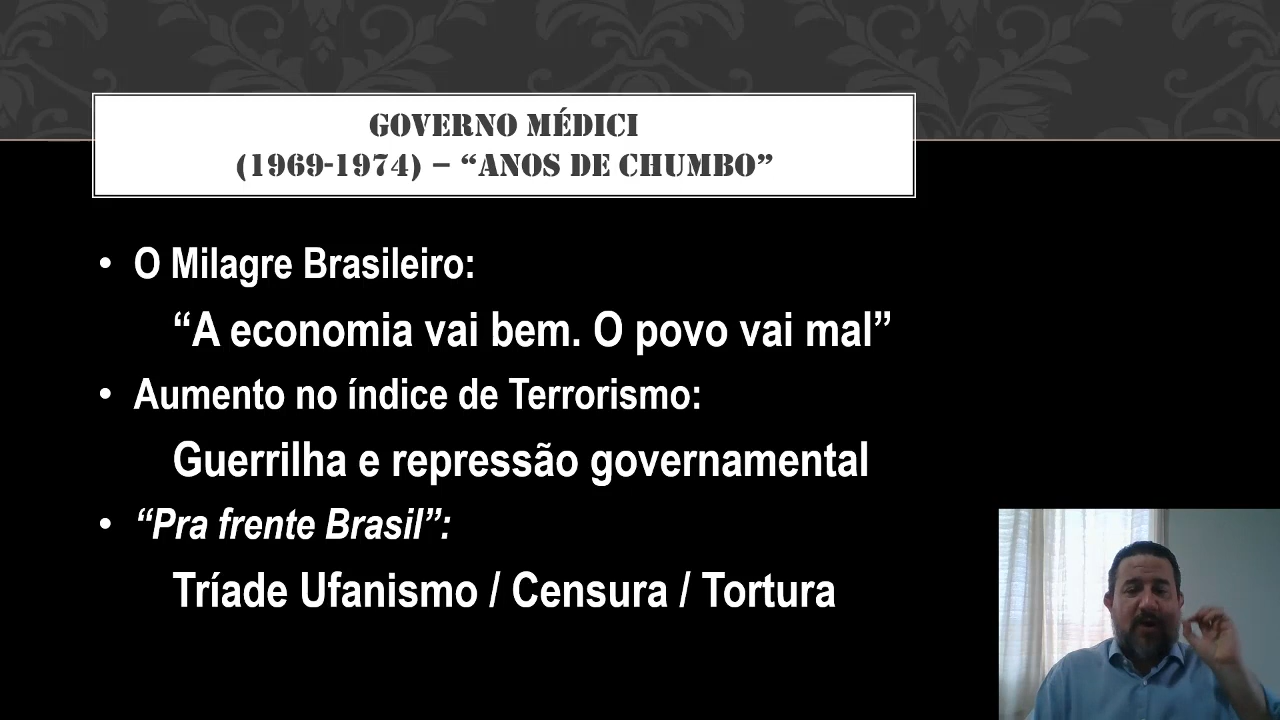 GOVERNO MÉDICI
(1969-1974) – “ANOS DE CHUMBO”
• O Milagre Brasileiro:
“A economia vai bem. O povo vai mal”
• Aumento no índice de Terrorismo:
Guerrilha e repressão governamental
• “Pra frente Brasil”:
Tríade Ufanismo / Censura / Tortura